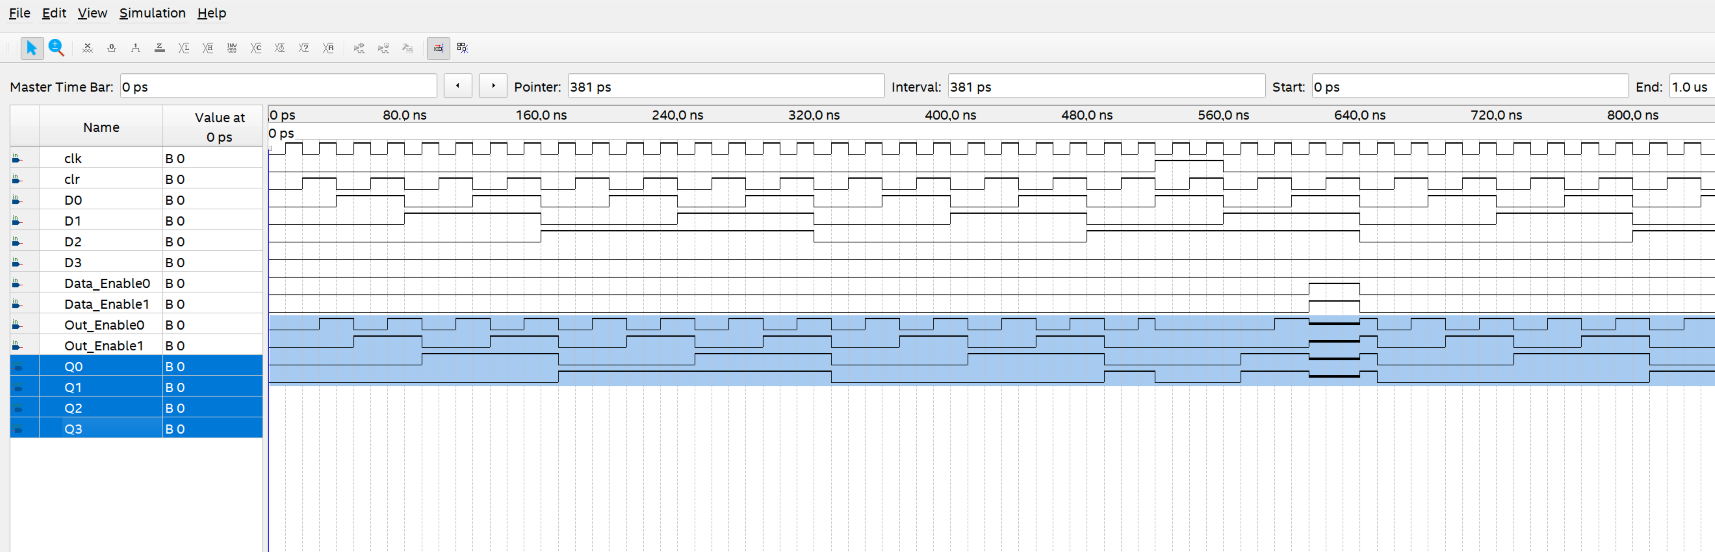 File Edit View Simulation Help
Master Time Bar: 0 ps Pointer: 381 ps Interval: 381 ps Start: 0 ps End: 1.0 us
Name Value at 0 ps
0 ps 80.0 ns 160.0 ns 240.0 ns 320.0 ns 400.0 ns 480.0 ns 560.0 ns 640.0 ns 720.0 ns 800.0 ns
0 ps
clk B 0
clr B 0
D0 B 0
D1 B 0
D2 B 0
D3 B 0
Data_Enable0 B 0
Data_Enable1 B 0
Out_Enable0 B 0
Out_Enable1 B 0
Q0 B 0
Q1 B 0
Q2 B 0
Q3 B 0